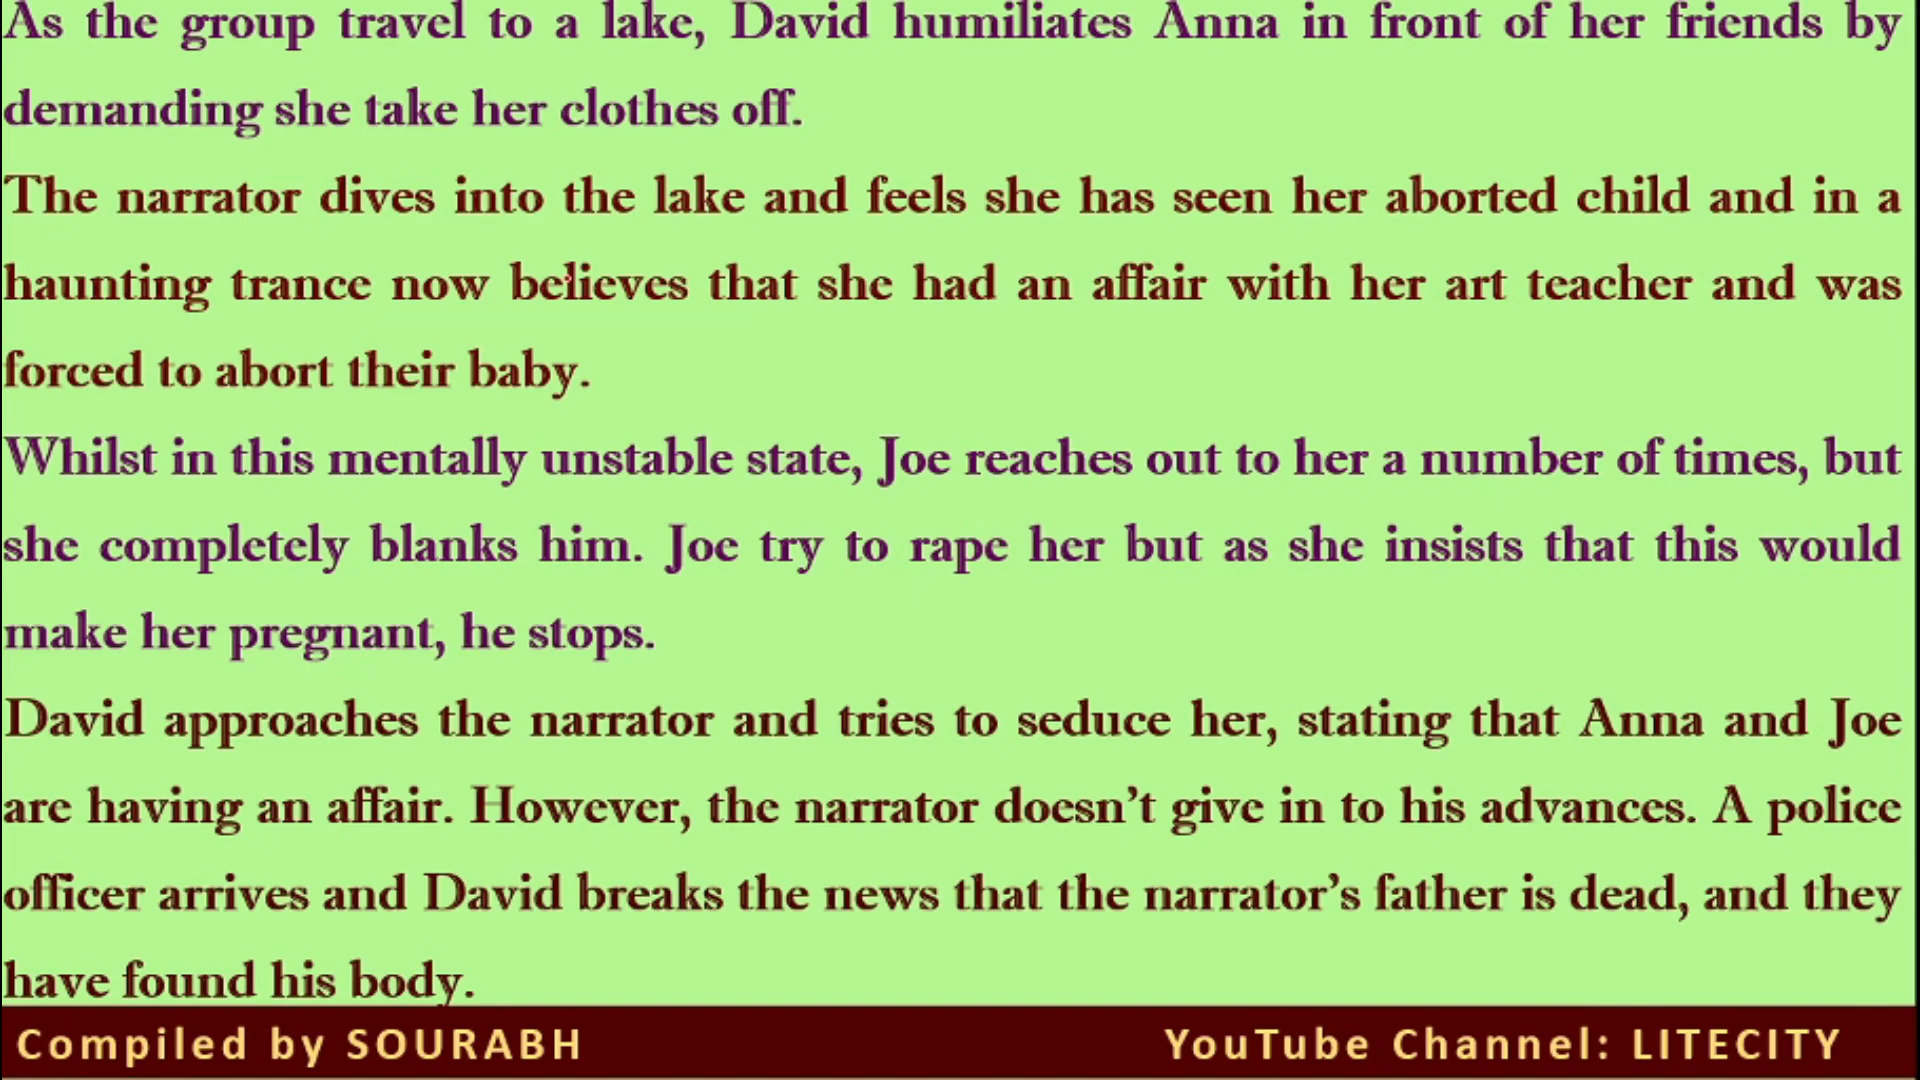 As the group travel to a lake, David humiliates Anna in front of her friends by
demanding she take her clothes off.
The narrator dives into the lake and feels she has seen her aborted child and in a
haunting trance now believes that she had an affair with her art teacher and was
forced to abort their baby.
Whilst in this mentally unstable state, Joe reaches out to her a number of times, but
she completely blanks him. Joe try to rape her but as she insists that this would
make her pregnant, he stops.
David approaches the narrator and tries to seduce her, stating that Anna and Joe
are having an affair. However, the narrator doesn’t give in to his advances. A police
officer arrives and David breaks the news that the narrator’s father is dead, and they
have found his body.
Compiled by SOURABH
YouTube Channel: LITECITY